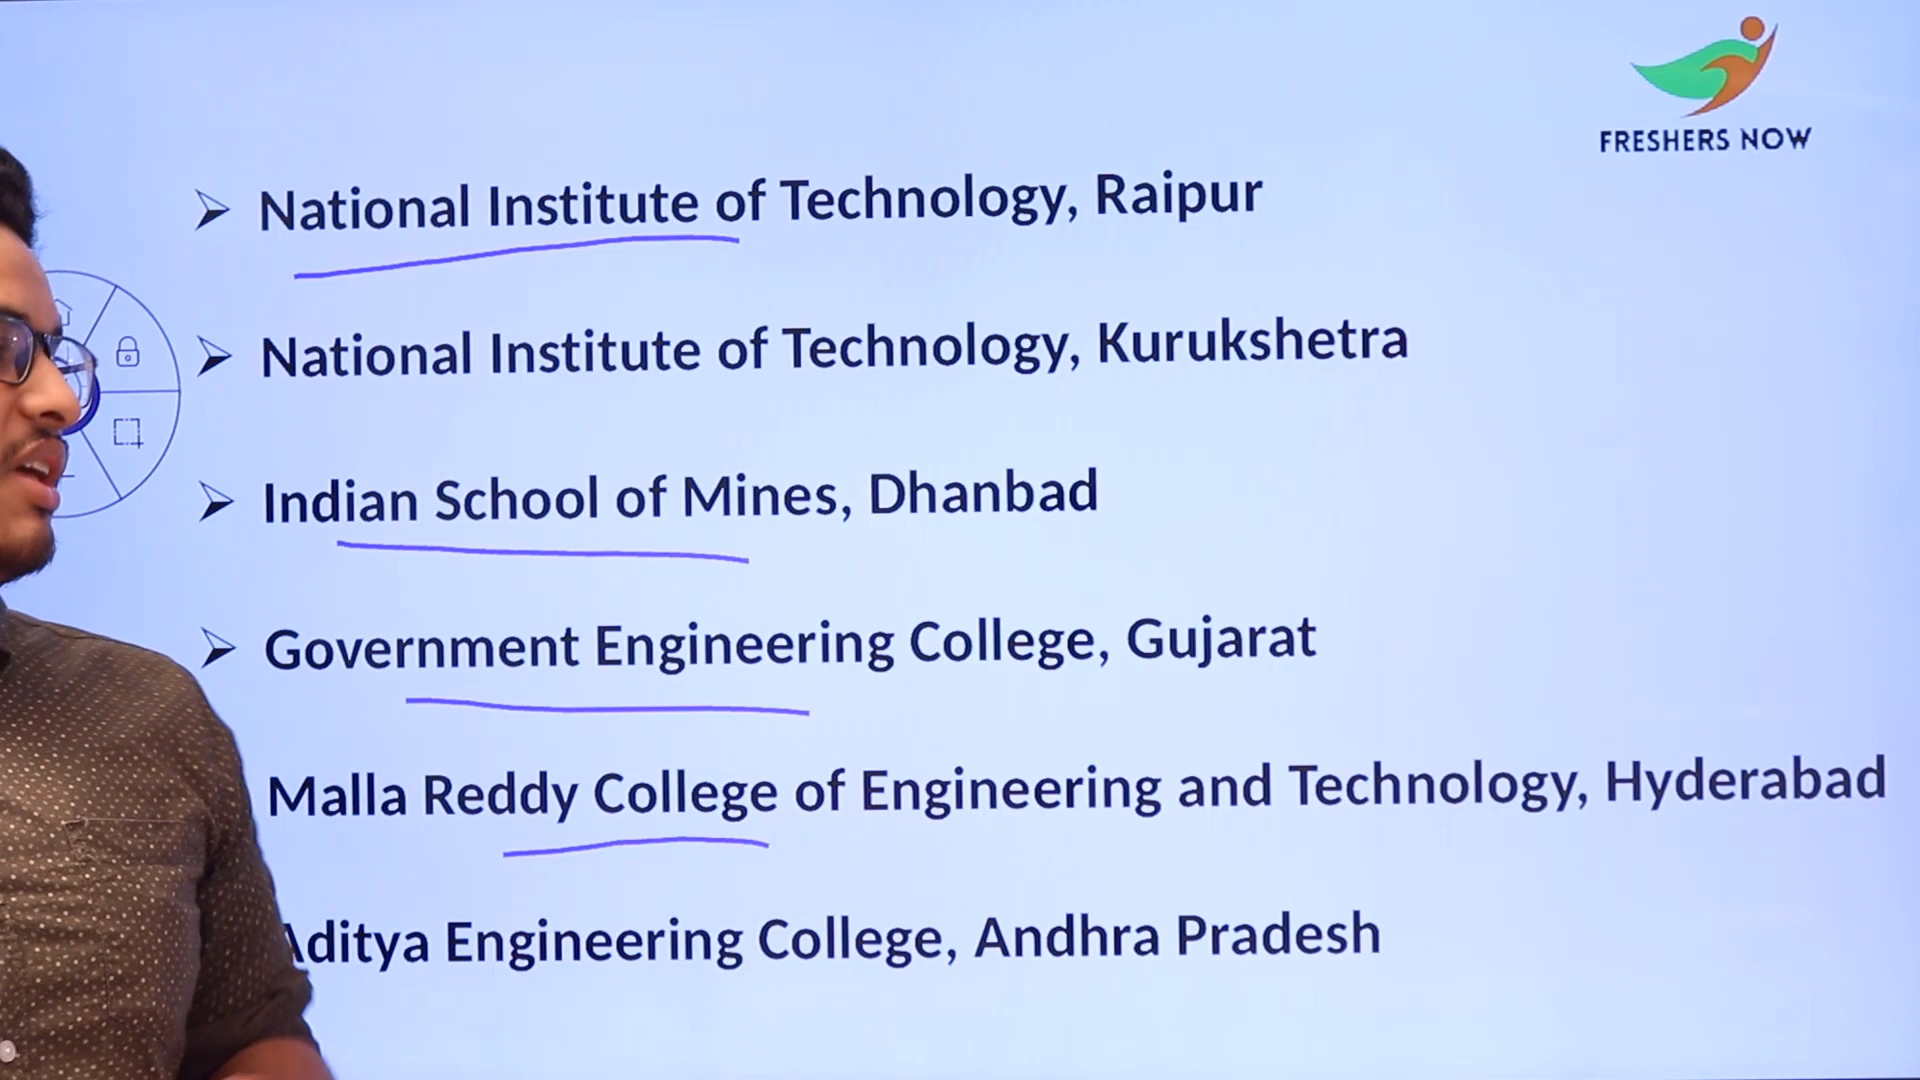 FRESHERS NOW
National Institute of Technology, Raipur
National Institute of Technology, Kurukshetra
Indian School of Mines, Dhanbad
Government Engineering College, Gujarat
Malla Reddy College of Engineering and Technology, Hyderabad
Aditya Engineering College, Andhra Pradesh